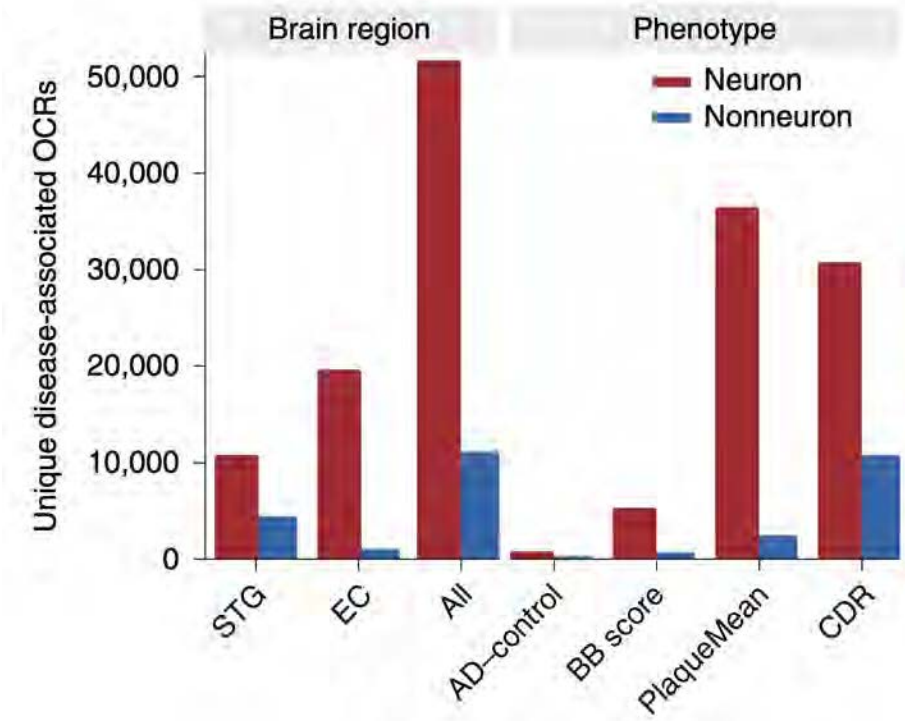 Brain region
Phenotype
Neuron
Nonneuron
Unique disease-associated OCRs
50,000
40,000
30,000
20,000
10,000
0
STG
EC
All
AD–control
BB score
PlaqueMean
CDR